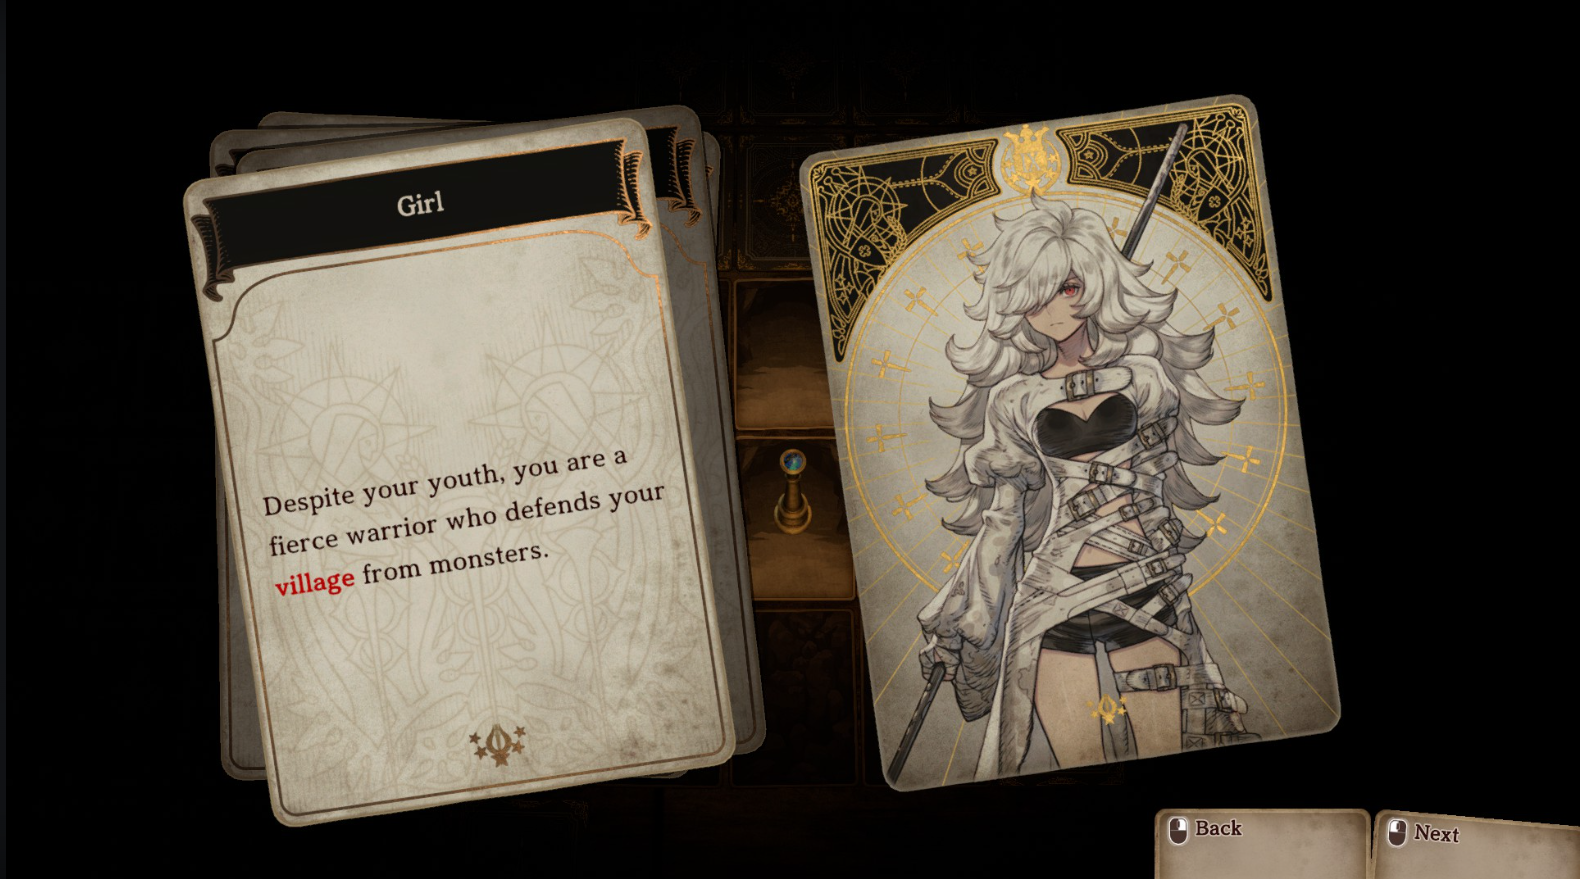 Girl
Despite your youth, you are a
fierce warrior who defends your
village from monsters.
Back
Next